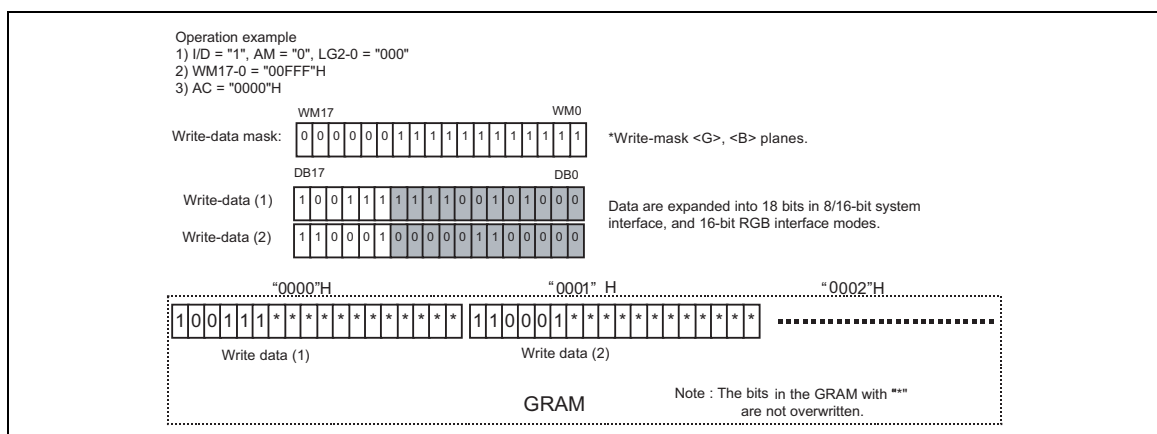 Operation example
1) I/D = "1", AM = "0", LG2-0 = "000"
2) WM17-0 = "00FFF"H
3) AC = "0000"H
WM17 WM0
Write-data mask: 0 0 0 0 0 0 1 1 1 1 1 1 1 1 1 1 1 1 *Write-mask <G>, <B> planes.
DB17 DB0
Write-data (1) 1 0 0 1 1 1 1 1 1 1 0 0 1 0 1 0 0 0
Data are expanded into 18 bits in 8/16-bit system
interface, and 16-bit RGB interface modes.
Write-data (2) 1 1 0 0 0 1 0 0 0 0 0 1 1 0 0 0 0 0
"0000"H "0001" H "0002"H
1 0 0 1 1 1 * * * * * * * * * * * * 1 1 0 0 0 1 * * * * * * * * * * * *
Write data (1) Write data (2)
GRAM
Note : The bits in the GRAM with "*"
are not overwritten.